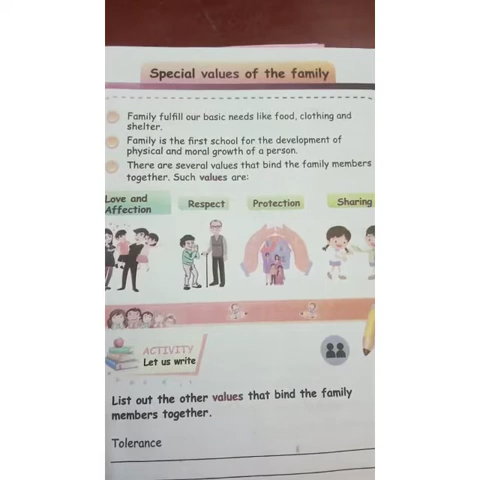 Special values of the family
Family fulfill our basic needs like food, clothing and
shelter.
Family is the first school for the development of
physical and moral growth of a person.
There are several values that bind the family members
together. Such values are:
Love and
Affection
Respect
Protection
Sharing
ACTIVITY
Let us write
List out the other values that bind the family
members together.
Tolerance